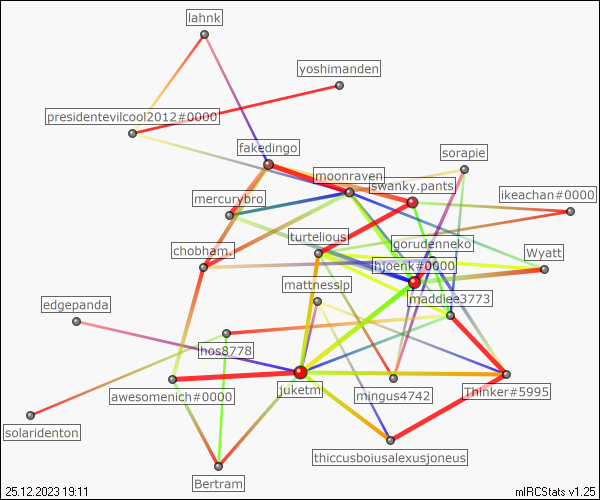 lahnk
yoshimanden
presidentevilcool2012#0000
fakedingo
sorapie
moonraven
swanky.pants
ikeachan#0000
mercurybro
turtelious
gorudenneko
chobham.
Wyatt
hjoenk#0000
mattnesslp
maddiee3773
edgepanda
hos8778
juketm
Thinker#5995
awesomenich#0000
mingus4742
solaridenton
thiccusboiusalexusjoneus
Bertram
25.12.2023 19:11
mIRCStats v1.25